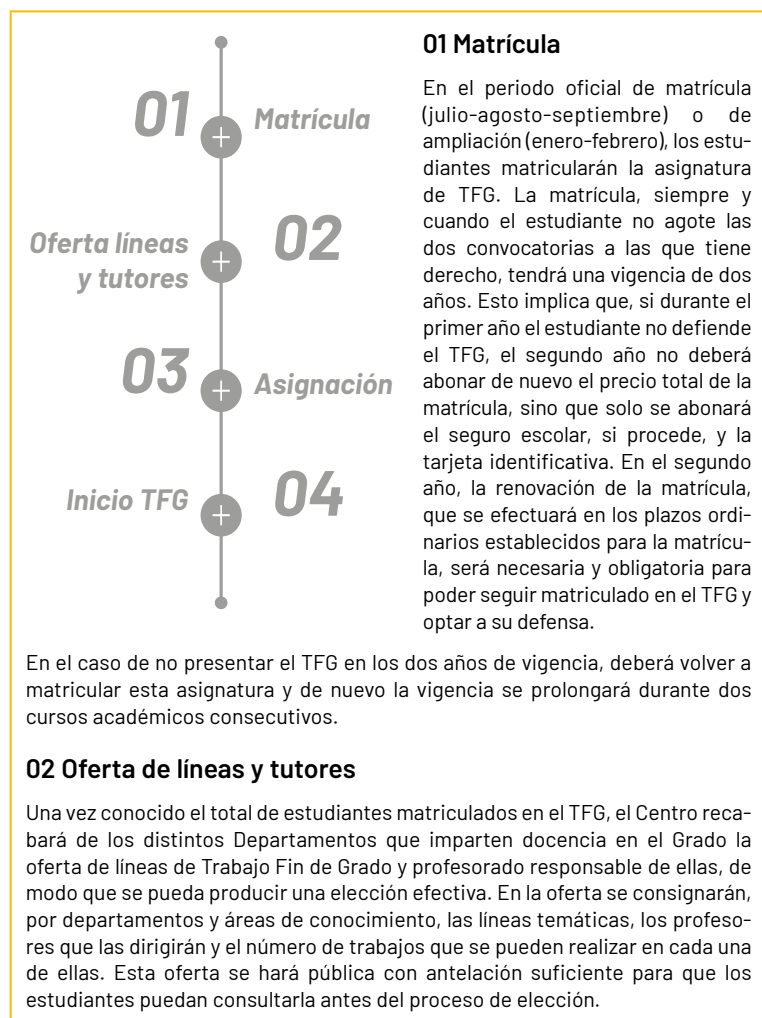 01
Matrícula
Oferta líneas
y tutores
02
03
Asignación
Inicio TFG
04
01 Matrícula
En el periodo oficial de matrícula
(julio-agosto-septiembre) o de
ampliación (enero-febrero), los estu-
diantes matricularán la asignatura
de TFG. La matrícula, siempre y
cuando el estudiante no agote las
dos convocatorias a las que tiene
derecho, tendrá una vigencia de dos
años. Esto implica que, si durante el
primer año el estudiante no defiende
el TFG, el segundo año no deberá
abonar de nuevo el precio total de la
matrícula, sino que solo se abonará
el seguro escolar, si procede, y la
tarjeta identificativa. En el segundo
año, la renovación de la matrícula,
que se efectuará en los plazos ordi-
narios establecidos para la matrícu-
la, será necesaria y obligatoria para
poder seguir matriculado en el TFG y
optar a su defensa.
En el caso de no presentar el TFG en los dos años de vigencia, deberá volver a
matricular esta asignatura y de nuevo la vigencia se prolongará durante dos
cursos académicos consecutivos.
02 Oferta de líneas y tutores
Una vez conocido el total de estudiantes matriculados en el TFG, el Centro reca-
bará de los distintos Departamentos que imparten docencia en el Grado la
oferta de líneas de Trabajo Fin de Grado y profesorado responsable de ellas, de
modo que se pueda producir una elección efectiva. En la oferta se consignarán,
por departamentos y áreas de conocimiento, las líneas temáticas, los profeso-
res que las dirigirán y el número de trabajos que se pueden realizar en cada una
de ellas. Esta oferta se hará pública con antelación suficiente para que los
estudiantes puedan consultarla antes del proceso de elección.